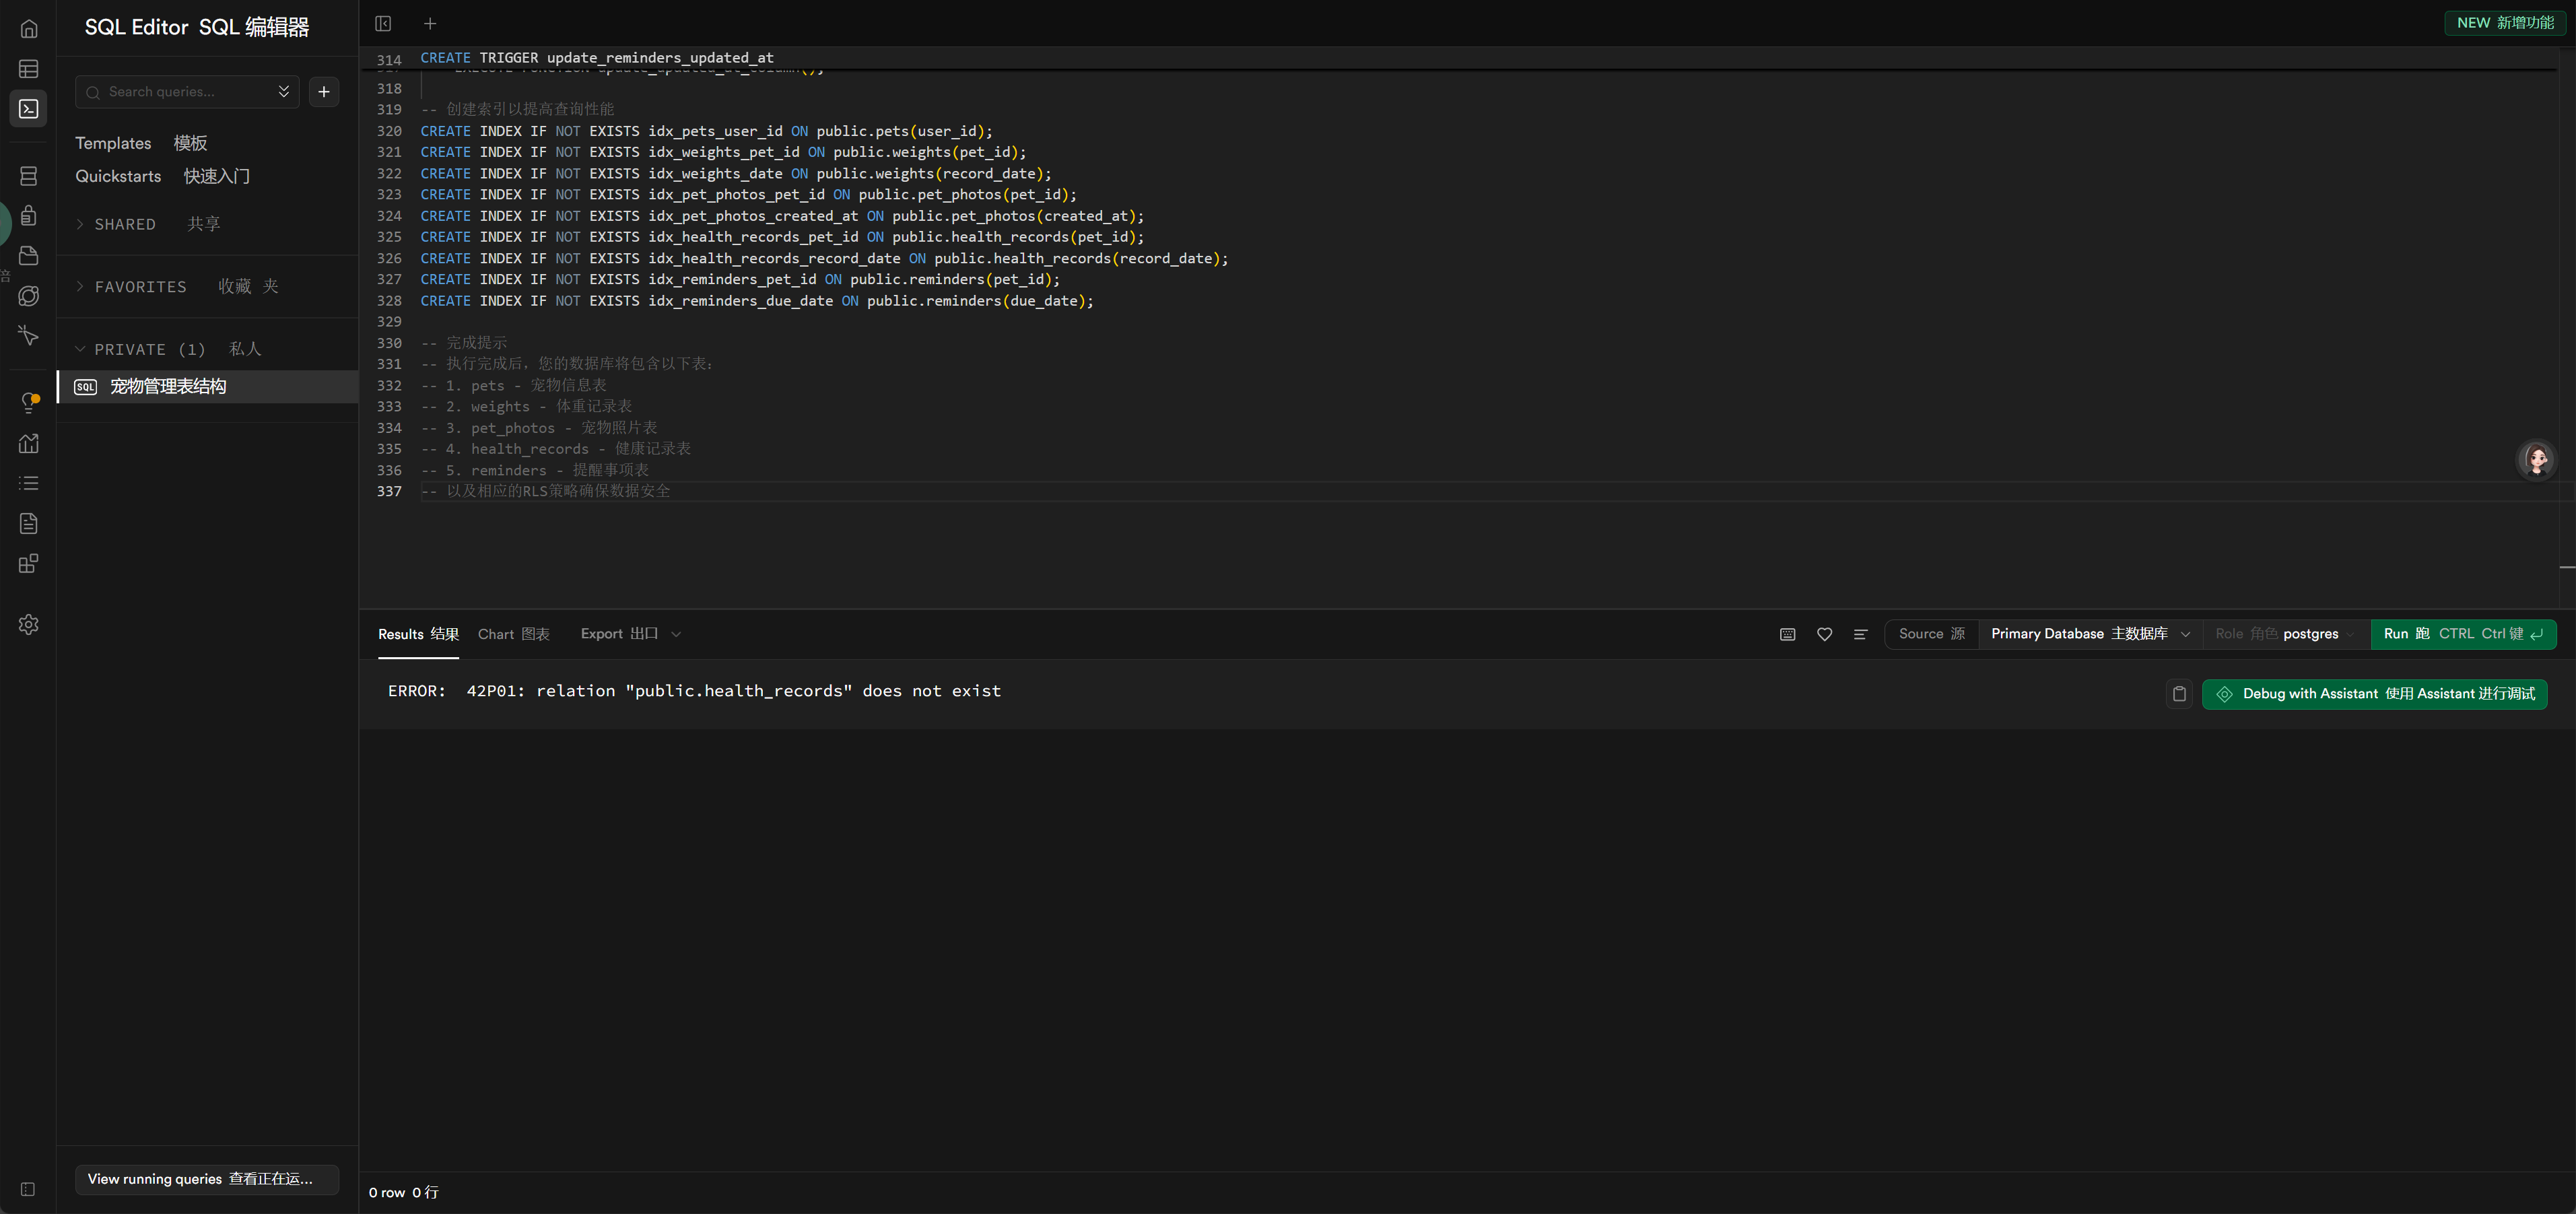 SQL Editor SQL 编辑器
Search queries...
Templates 模板
Quickstarts 快速入门
SHARED 共享
FAVORITES 收藏 夹
PRIVATE (1) 私人
SQL 宠物管理表结构
View running queries 查看正在运...
倍
NEW 新增功能
314 CREATE TRIGGER update_reminders_updated_at
318
319 -- 创建索引以提高查询性能
320 CREATE INDEX IF NOT EXISTS idx_pets_user_id ON public.pets(user_id);
321 CREATE INDEX IF NOT EXISTS idx_weights_pet_id ON public.weights(pet_id);
322 CREATE INDEX IF NOT EXISTS idx_weights_date ON public.weights(record_date);
323 CREATE INDEX IF NOT EXISTS idx_pet_photos_pet_id ON public.pet_photos(pet_id);
324 CREATE INDEX IF NOT EXISTS idx_pet_photos_created_at ON public.pet_photos(created_at);
325 CREATE INDEX IF NOT EXISTS idx_health_records_pet_id ON public.health_records(pet_id);
326 CREATE INDEX IF NOT EXISTS idx_health_records_record_date ON public.health_records(record_date);
327 CREATE INDEX IF NOT EXISTS idx_reminders_pet_id ON public.reminders(pet_id);
328 CREATE INDEX IF NOT EXISTS idx_reminders_due_date ON public.reminders(due_date);
329
330 -- 完成提示
331 -- 执行完成后，您的数据库将包含以下表：
332 -- 1. pets - 宠物信息表
333 -- 2. weights - 体重记录表
334 -- 3. pet_photos - 宠物照片表
335 -- 4. health_records - 健康记录表
336 -- 5. reminders - 提醒事项表
337 -- 以及相应的RLS策略确保数据安全
Results 结果 Chart 图表 Export 出口
Source 源 Primary Database 主数据库 Role 角色 postgres Run 跑 CTRL Ctrl 键
ERROR: 42P01: relation "public.health_records" does not exist
Debug with Assistant 使用 Assistant 进行调试
0 row 0 行